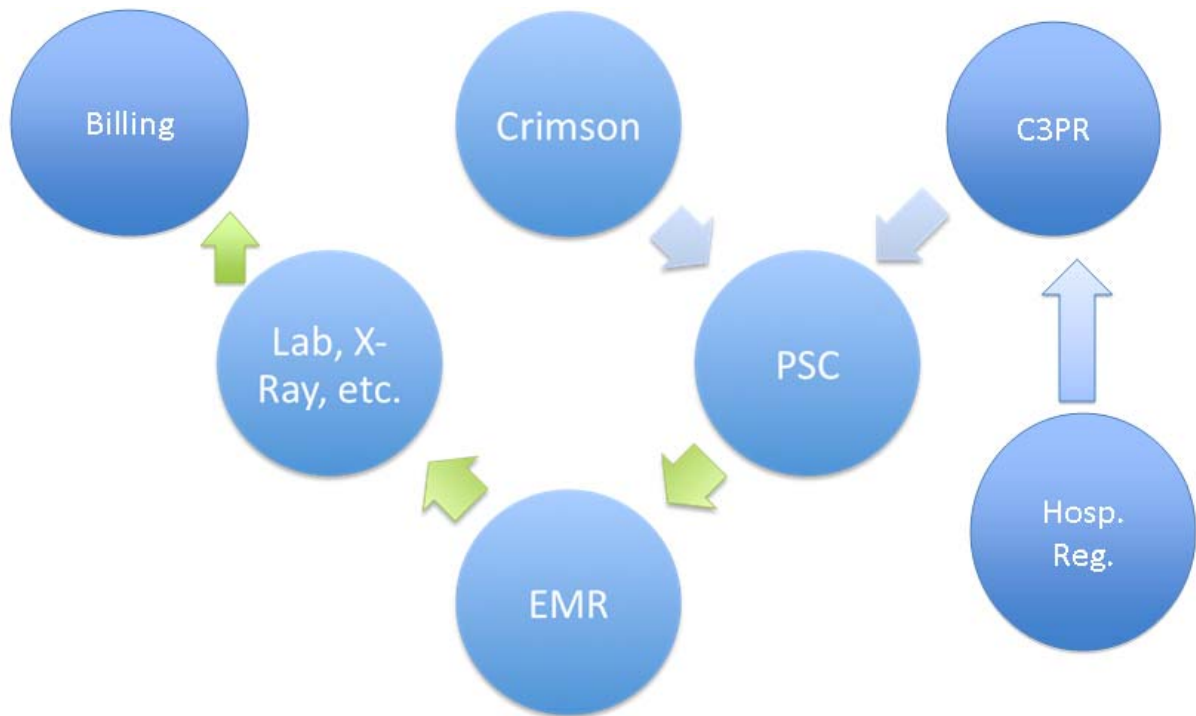 Billing
Crimson
C3PR
Lab, X-
Ray, etc.
PSC
Hosp.
Reg.
EMR